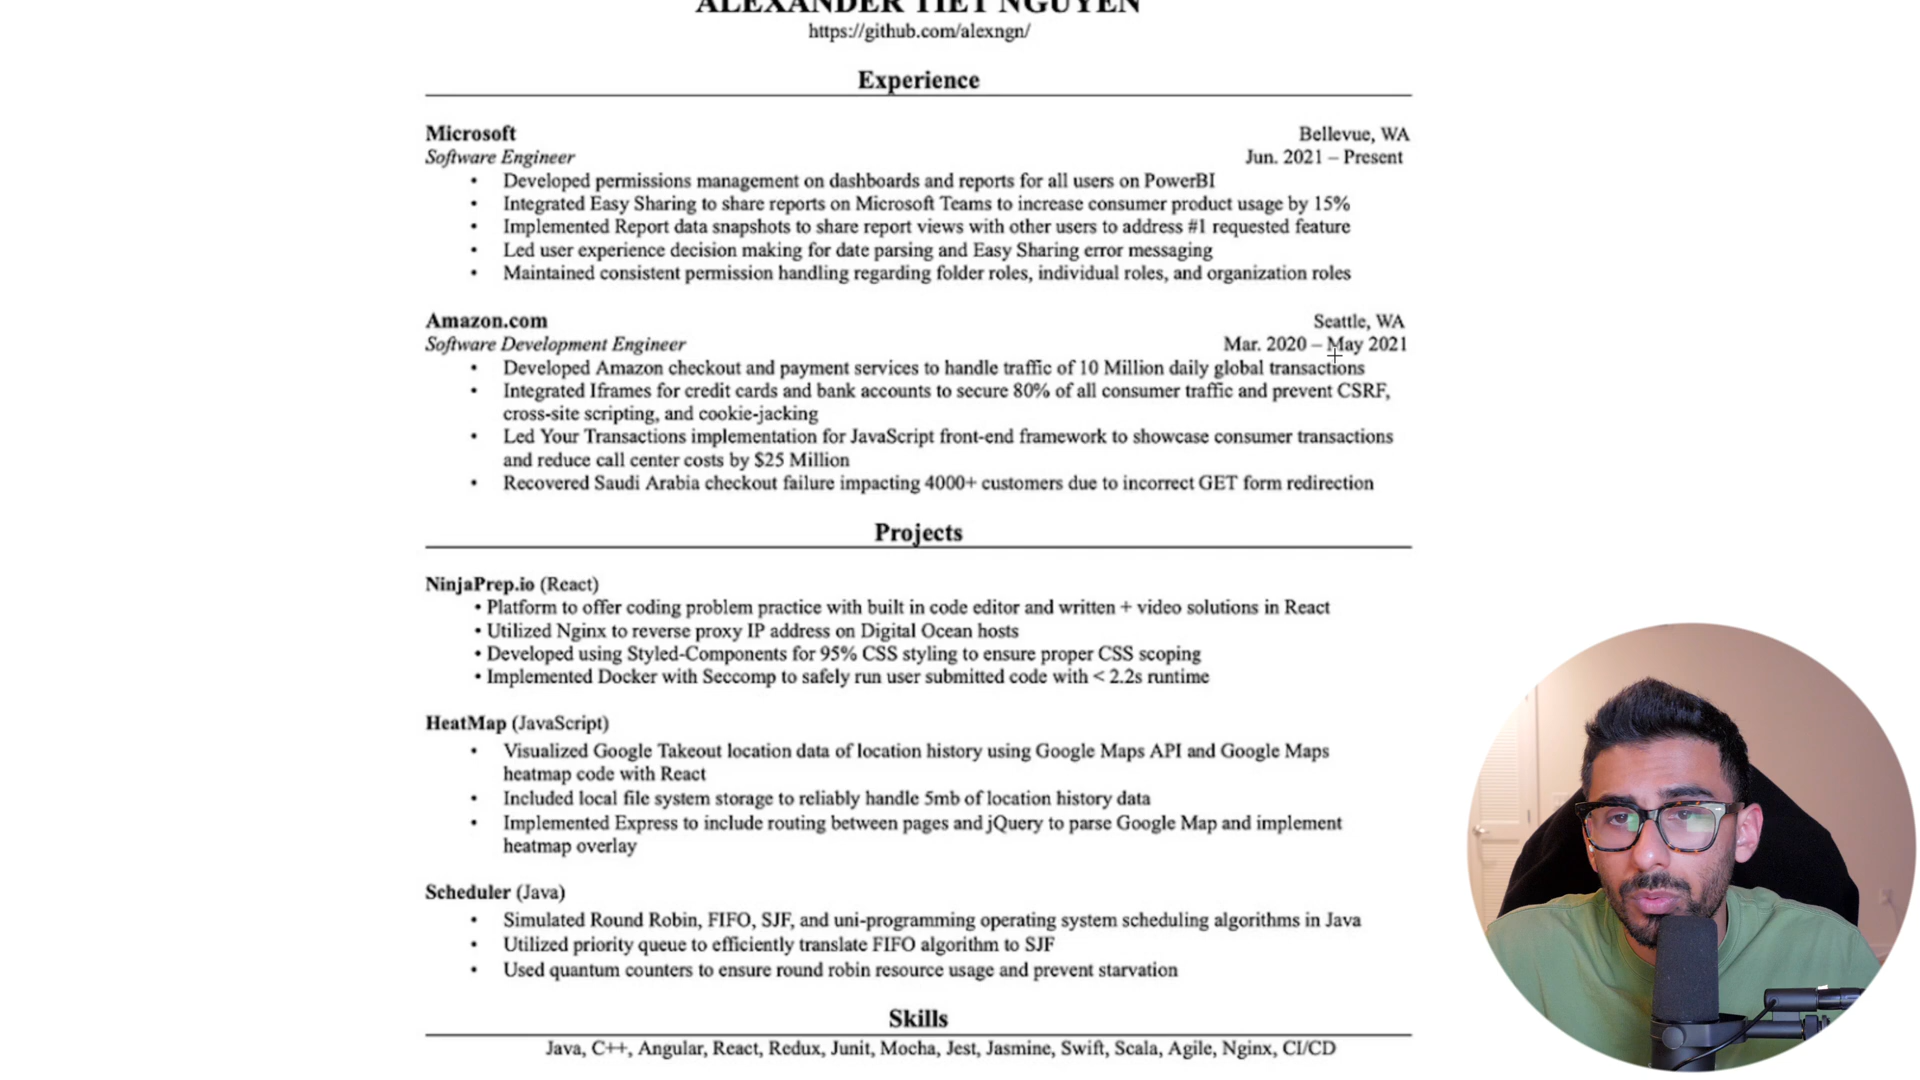 ALEXANDER TIET NGUYEN
https://github.com/alexngn/
Experience
Microsoft Bellevue, WA
Software Engineer Jun. 2021 – Present
• Developed permissions management on dashboards and reports for all users on PowerBI
• Integrated Easy Sharing to share reports on Microsoft Teams to increase consumer product usage by 15%
• Implemented Report data snapshots to share report views with other users to address #1 requested feature
• Led user experience decision making for date parsing and Easy Sharing error messaging
• Maintained consistent permission handling regarding folder roles, individual roles, and organization roles
Amazon.com Seattle, WA
Software Development Engineer Mar. 2020 – May 2021
• Developed Amazon checkout and payment services to handle traffic of 10 Million daily global transactions
• Integrated Iframes for credit cards and bank accounts to secure 80% of all consumer traffic and prevent CSRF,
cross-site scripting, and cookie-jacking
• Led Your Transactions implementation for JavaScript front-end framework to showcase consumer transactions
and reduce call center costs by $25 Million
• Recovered Saudi Arabia checkout failure impacting 4000+ customers due to incorrect GET form redirection
Projects
NinjaPrep.io (React)
• Platform to offer coding problem practice with built in code editor and written + video solutions in React
• Utilized Nginx to reverse proxy IP address on Digital Ocean hosts
• Developed using Styled-Components for 95% CSS styling to ensure proper CSS scoping
• Implemented Docker with Seccomp to safely run user submitted code with < 2.2s runtime
HeatMap (JavaScript)
• Visualized Google Takeout location data of location history using Google Maps API and Google Maps
heatmap code with React
• Included local file system storage to reliably handle 5mb of location history data
• Implemented Express to include routing between pages and jQuery to parse Google Map and implement
heatmap overlay
Scheduler (Java)
• Simulated Round Robin, FIFO, SJF, and uni-programming operating system scheduling algorithms in Java
• Utilized priority queue to efficiently translate FIFO algorithm to SJF
• Used quantum counters to ensure round robin resource usage and prevent starvation
Skills
Java, C++, Angular, React, Redux, Junit, Mocha, Jest, Jasmine, Swift, Scala, Agile, Nginx, CI/CD